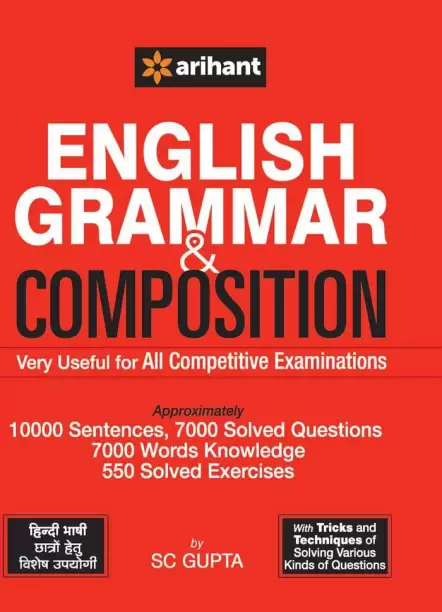 arihant
ENGLISH
GRAMMAR
&
COMPOSITION
Very Useful for All Competitive Examinations
Approximately
10000 Sentences, 7000 Solved Questions
7000 Words Knowledge
550 Solved Exercises
हिन्दी भाषी
छात्रों हेतु
विशेष उपयोगी
by
SC GUPTA
With Tricks and
Techniques of
Solving Various
Kinds of Questions